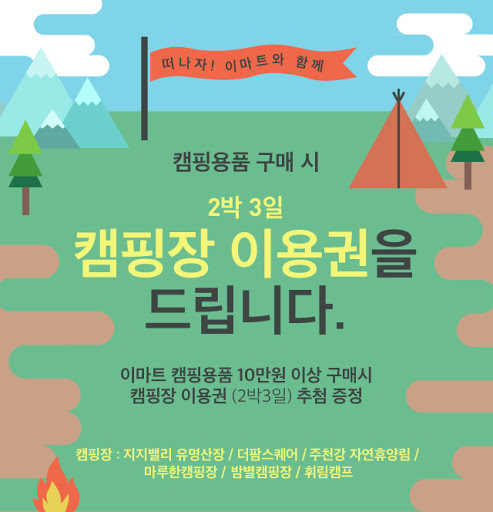 떠나자! 이마트와 함께
캠핑용품 구매 시
2박 3일
캠핑장 이용권을
드립니다.
이마트 캠핑용품 10만원 이상 구매시
캠핑장 이용권 (2박3일) 추첨 증정
캠핑장 : 지지밸리 유명산장 / 더팜스퀘어 / 주천강 자연휴양림 /
마루한캠핑장 / 밤별캠핑장 / 휘림캠프